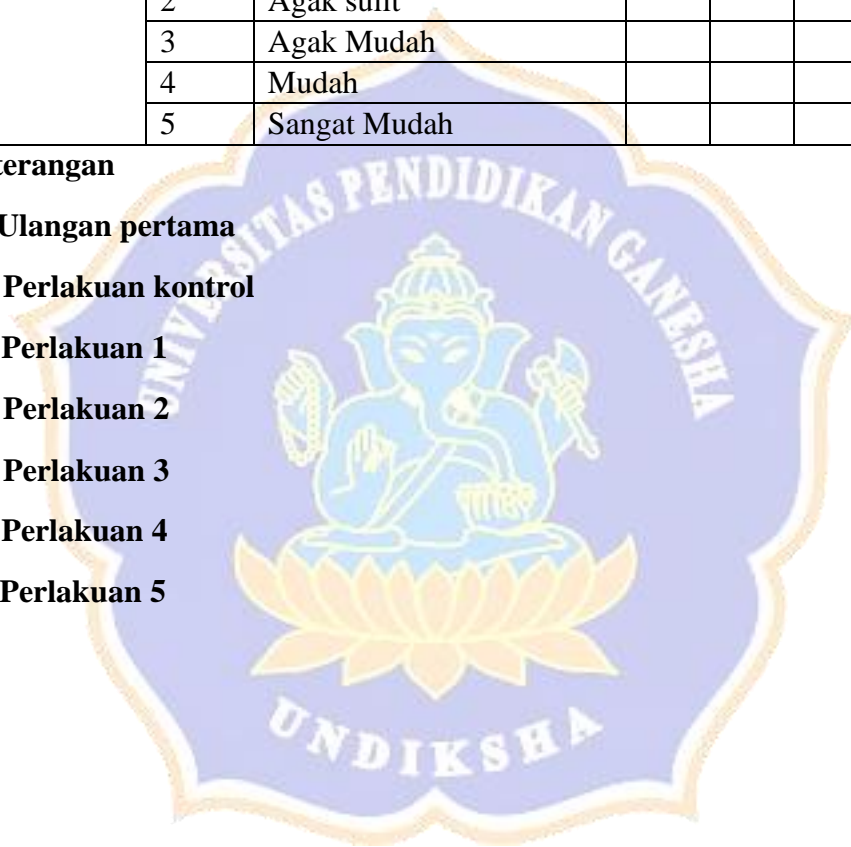 2 Agak sulit
3 Agak Mudah
4 Mudah
5 Sangat Mudah
terangan
Ulangan pertama
Perlakuan kontrol
Perlakuan 1
Perlakuan 2
Perlakuan 3
Perlakuan 4
Perlakuan 5
UNIVERSITAS PENDIDIKAN GANESHA
UNDIKSHA